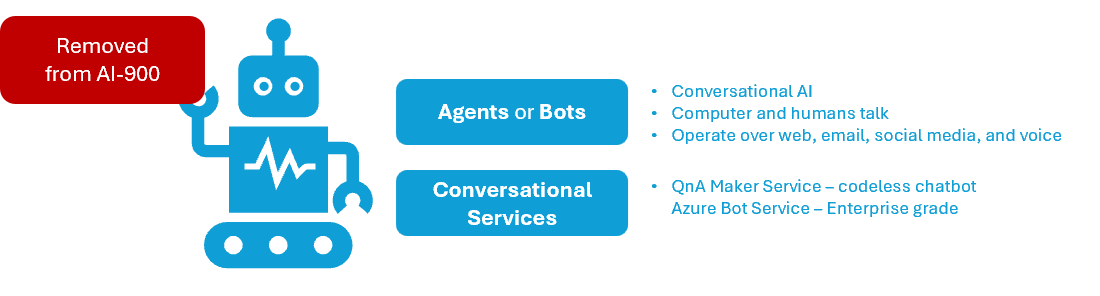 Removed
from AI-900
Agents or Bots
• Conversational AI
• Computer and humans talk
• Operate over web, email, social media, and voice
Conversational
Services
• QnA Maker Service – codeless chatbot
Azure Bot Service – Enterprise grade